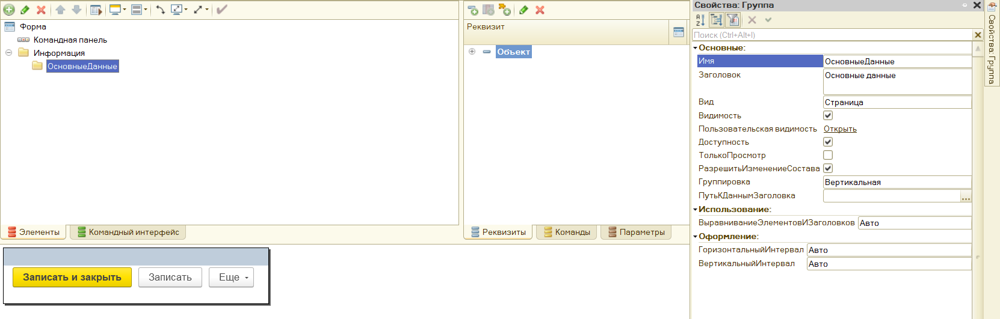 Форма
Командная панель
Информация
ОсновныеДанные
Элементы
Командный интерфейс
Реквизит
Объект
Реквизиты
Команды
Параметры
Записать и закрыть
Записать
Еще
Свойства: Группа
Поиск (Ctrl+Alt+I)
Основные:
Имя ОсновныеДанные
Заголовок Основные данные
Вид Страница
Видимость
Пользовательская видимость Открыть
Доступность
ТолькоПросмотр
РазрешитьИзменениеСостава
Группировка Вертикальная
ПутьКДаннымЗаголовка ...
Использование:
ВыравниваниеЭлементовИЗаголовков Авто
Оформление:
ГоризонтальныйИнтервал Авто
ВертикальныйИнтервал Авто
Свойства: Группа